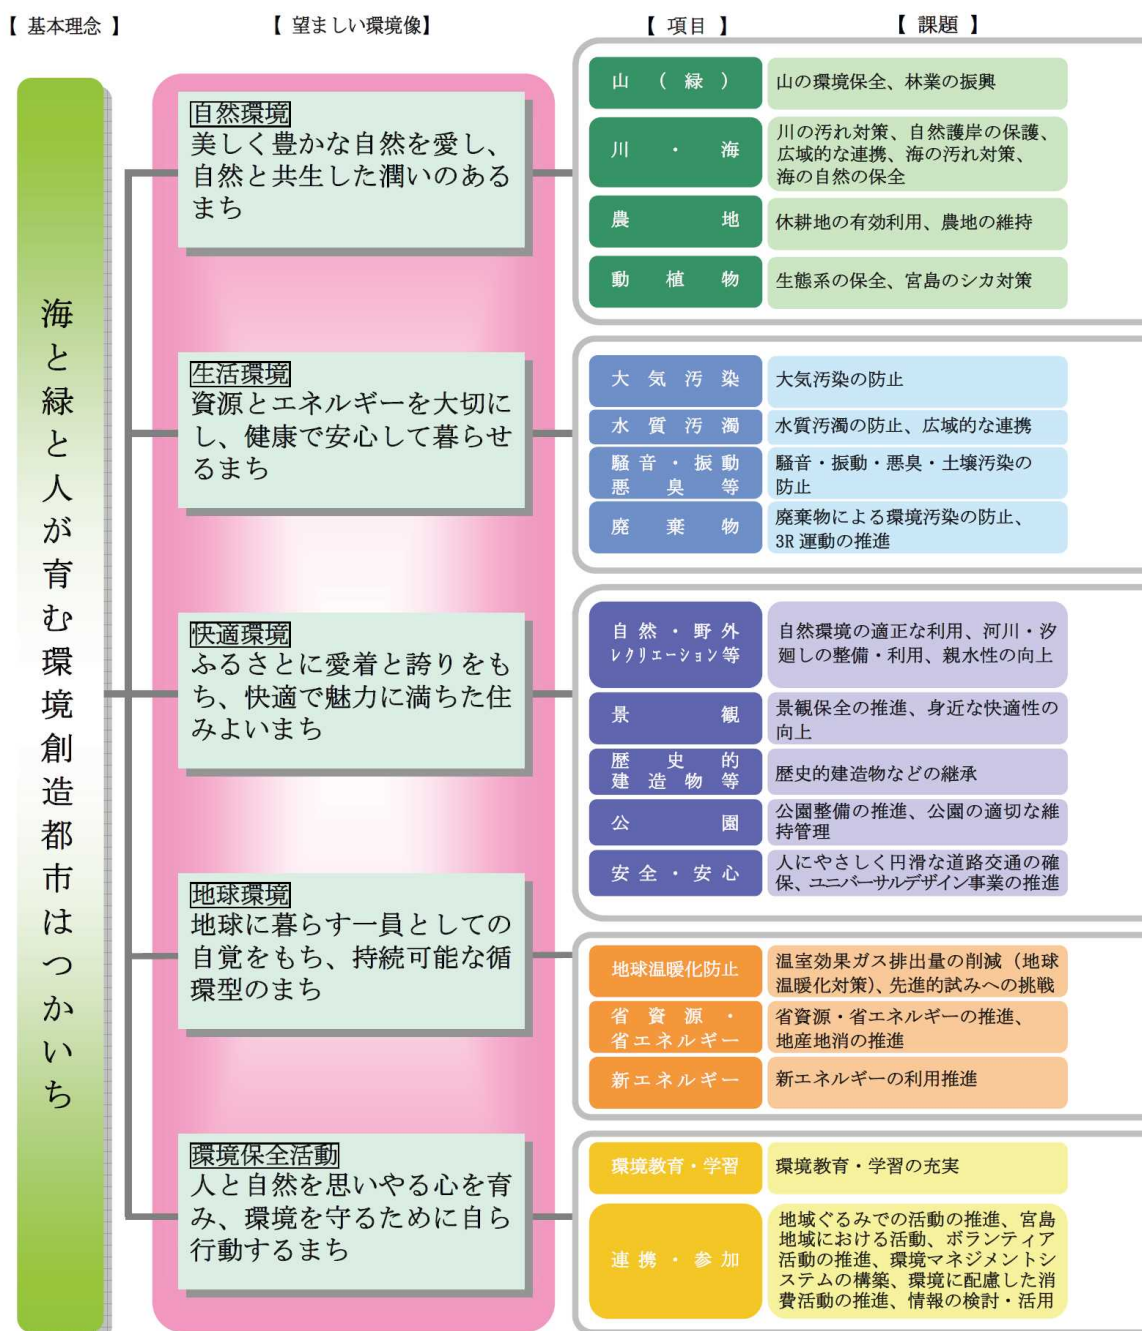 【 基本理念 】
【 望ましい環境像】
【 項目 】
【 課題 】
海と緑と人が育む環境創造都市はつかいち
自然環境
美しく豊かな自然を愛し、
自然と共生した潤いのある
まち
山（緑）
山の環境保全、林業の振興
川・海
川の汚れ対策、自然護岸の保護、
広域的な連携、海の汚れ対策、
海の自然の保全
農地
休耕地の有効利用、農地の維持
動植物
生態系の保全、宮島のシカ対策
生活環境
資源とエネルギーを大切に
し、健康で安心して暮らせ
るまち
大気汚染
大気汚染の防止
水質汚濁
水質汚濁の防止、広域的な連携
騒音・振動
悪臭等
騒音・振動・悪臭・土壌汚染の
防止
廃棄物
廃棄物による環境汚染の防止、
3R 運動の推進
快適環境
ふるさとに愛着と誇りをも
ち、快適で魅力に満ちた住
みよいまち
自然・野外
レクリエーション等
自然環境の適正な利用、河川・汐
廻しの整備・利用、親水性の向上
景観
景観保全の推進、身近な快適性の
向上
歴史的
建造物等
歴史的建造物などの継承
公園
公園整備の推進、公園の適切な維
持管理
安全・安心
人にやさしく円滑な道路交通の確
保、ユニバーサルデザイン事業の推進
地球環境
地球に暮らす一員としての
自覚をもち、持続可能な循
環型のまち
地球温暖化防止
温室効果ガス排出量の削減（地球
温暖化対策）、先進的試みへの挑戦
省資源・
省エネルギー
省資源・省エネルギーの推進、
地産地消の推進
新エネルギー
新エネルギーの利用推進
環境保全活動
人と自然を思いやる心を育
み、環境を守るために自ら
行動するまち
環境教育・学習
環境教育・学習の充実
連携・参加
地域ぐるみでの活動の推進、宮島
地域における活動、ボランティア
活動の推進、環境マネジメントシ
ステムの構築、環境に配慮した消
費活動の推進、情報の検討・活用